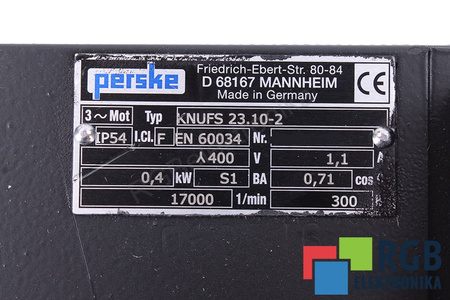 perske
Friedrich-Ebert-Str. 80-84
D 68167 MANNHEIM
Made in Germany
CE
3~Mot Typ KNUFS 23.10-2
IP54 I.Cl. F EN 60034 Nr.
⅄400 V 1,1 A
0,4 kW S1 BA 0,71 cos
17000 1/min 300
RGB
ELEKTRONIKA